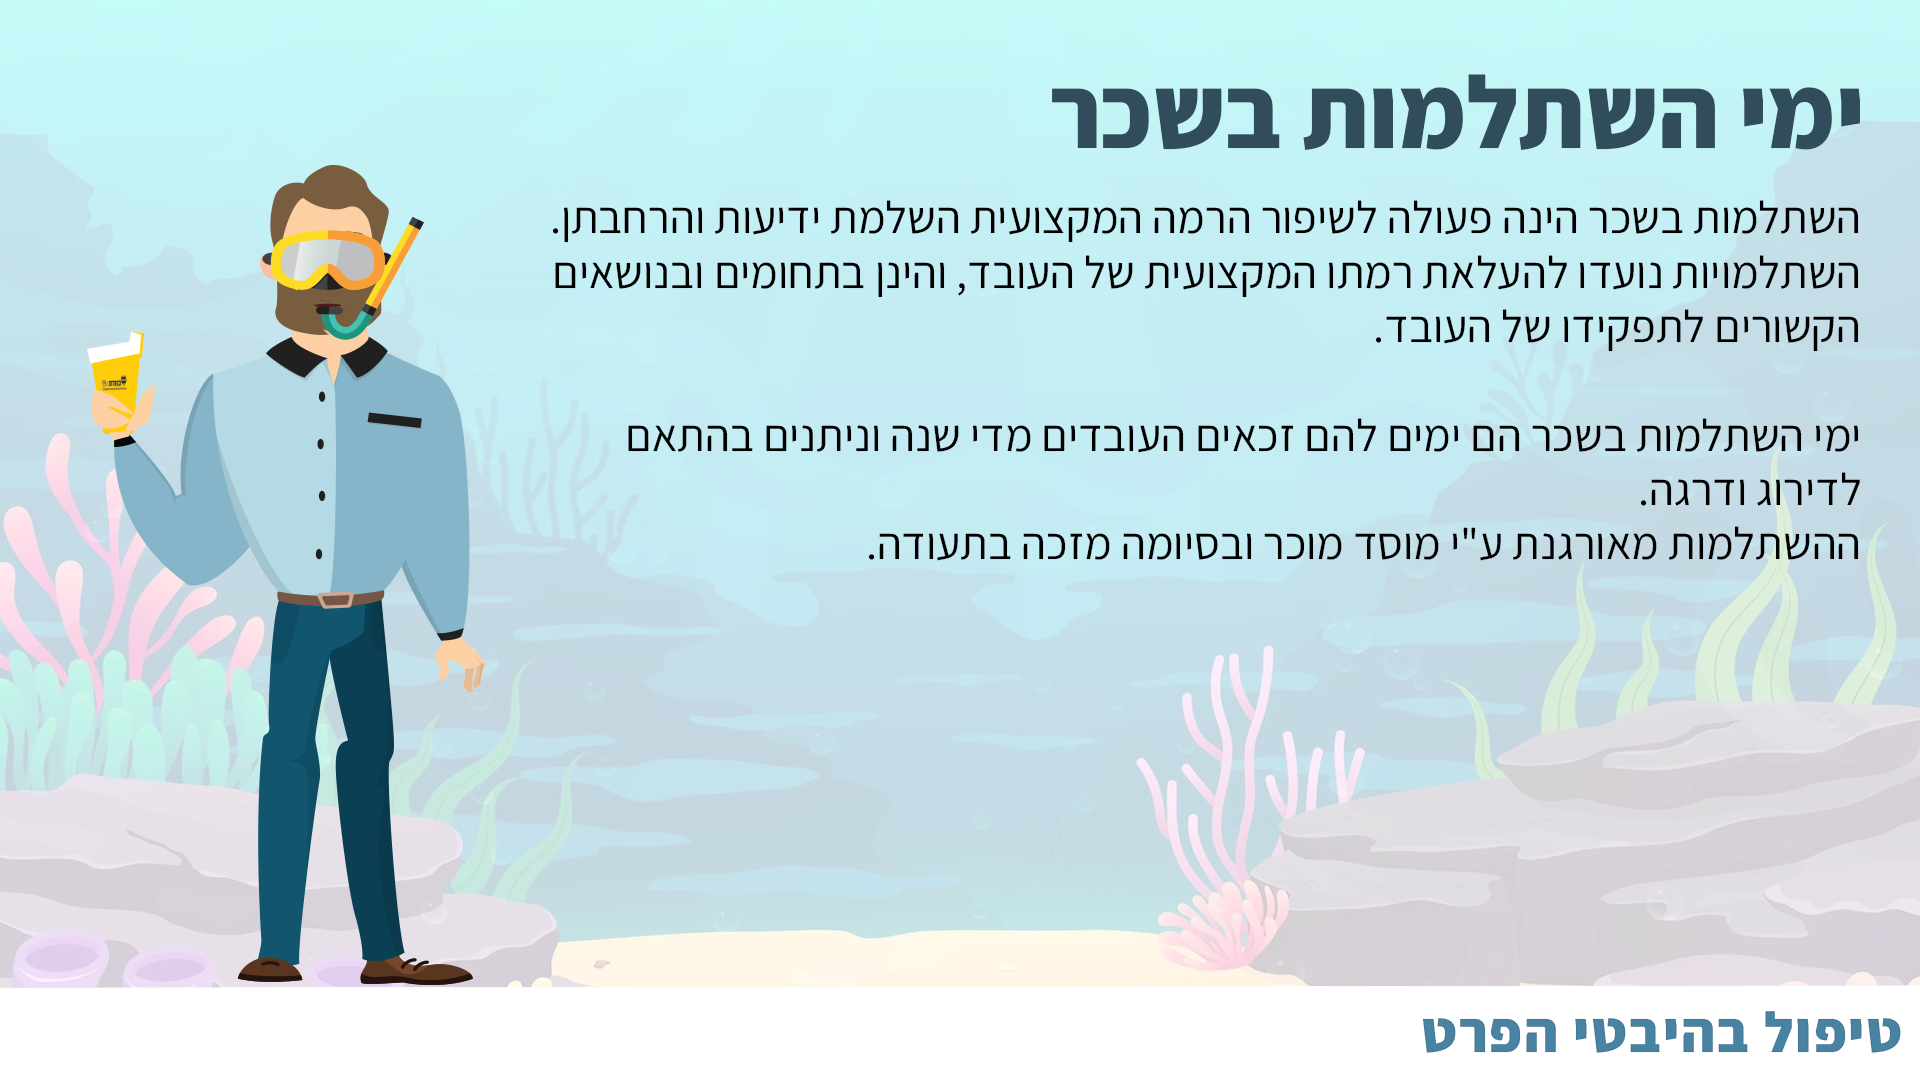 ימי השתלמות בשכר
השתלמות בשכר הינה פעולה לשיפור הרמה המקצועית השלמת ידיעות והרחבתן.
השתלמויות נועדו להעלאת רמתו המקצועית של העובד, והינן בתחומים ובנושאים
הקשורים לתפקידו של העובד.
ימי השתלמות בשכר הם ימים להם זכאים העובדים מדי שנה וניתנים בהתאם
לדירוג ודרגה.
ההשתלמות מאורגנת ע"י מוסד מוכר ובסיומה מזכה בתעודה.
טיפול בהיבטי הפרט